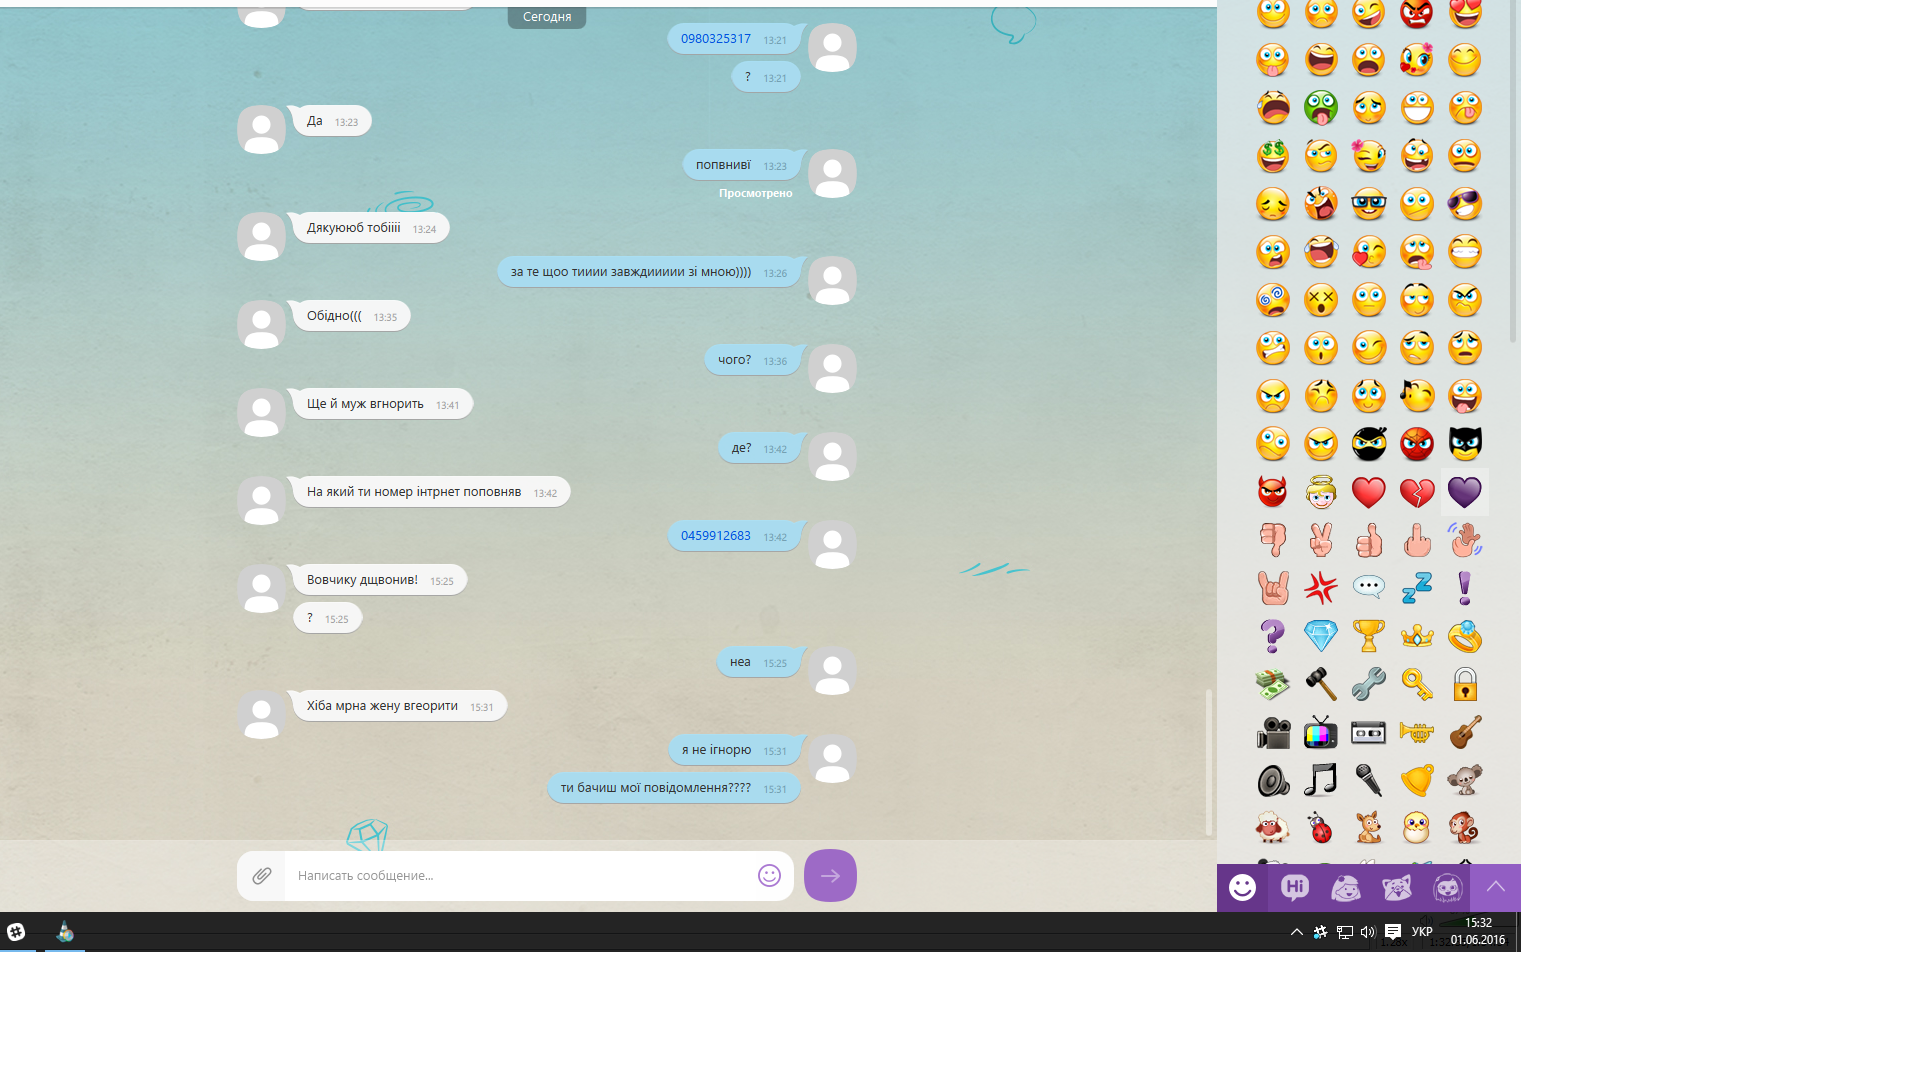 Сегодня
0980325317 13:21
? 13:21
Да 13:23
попвнивї 13:23
Просмотрено
Дякуююб тобіііі 13:24
за те щоо тииии завждиииии зі мною)))) 13:26
Обідно((( 13:35
чого? 13:36
Ще й муж вгнорить 13:41
де? 13:42
На який ти номер інтрнет поповняв 13:42
0459912683 13:42
Вовчику дщвонив! 15:25
? 15:25
неа 15:25
Хіба мрна жену вгеорити 15:31
я не ігнорю 15:31
ти бачиш мої повідомлення???? 15:31
Написать сообщение...
Hi
УКР
15:32
01.06.2016